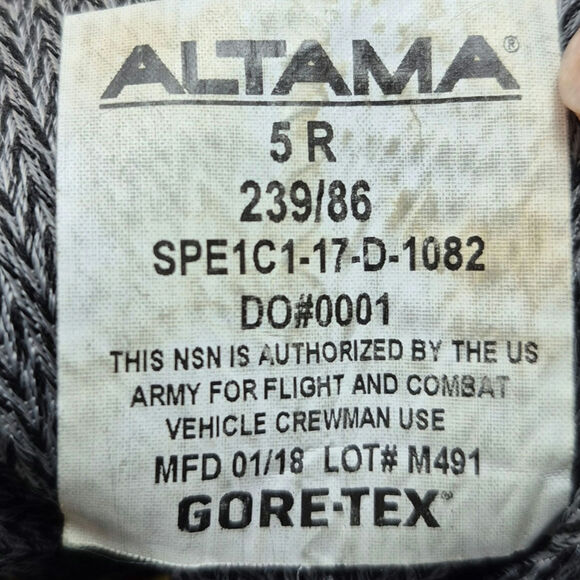 ALTAMA®
5 R
239/86
SPE1C1-17-D-1082
DO#0001
THIS NSN IS AUTHORIZED BY THE US
ARMY FOR FLIGHT AND COMBAT
VEHICLE CREWMAN USE
MFD 01/18 LOT# M491
GORE-TEX®